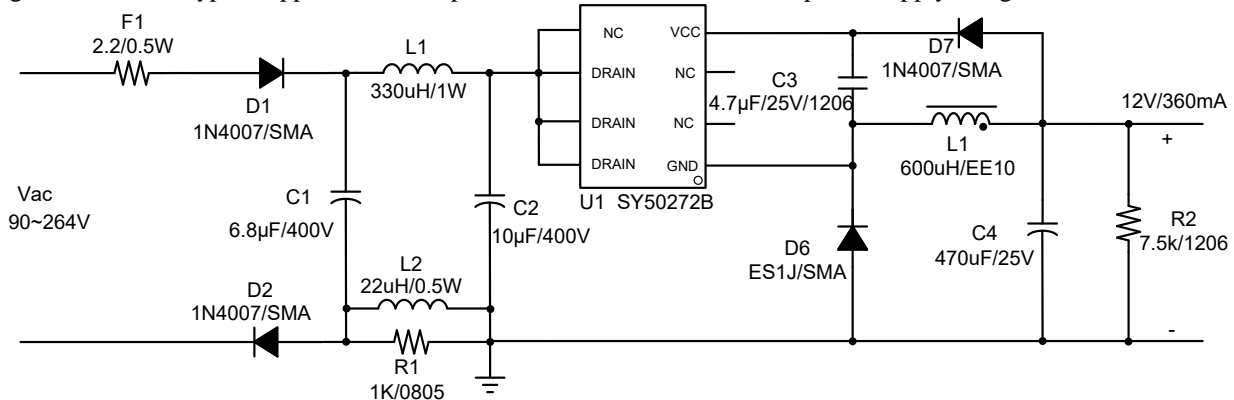 F1
2.2/0.5W
D1
1N4007/SMA
L1
330uH/1W
NC
DRAIN
DRAIN
DRAIN
VCC
NC
NC
GND
U1 SY50272B
D7
1N4007/SMA
C3
4.7µF/25V/1206
12V/360mA
+
L1
600uH/EE10
Vac
90~264V
C1
6.8µF/400V
C2
10µF/400V
D6
ES1J/SMA
C4
470uF/25V
R2
7.5k/1206
L2
22uH/0.5W
D2
1N4007/SMA
R1
1K/0805
-